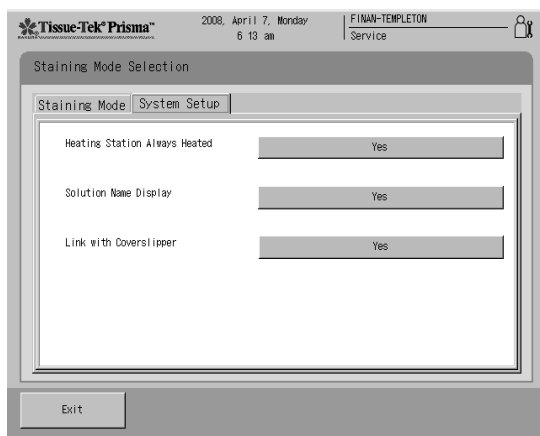 Tissue-Tek® Prisma™
2008, April 7, Monday
6 13 am
FINAN-TEMPLETON
Service
Staining Mode Selection
Staining Mode
System Setup
Heating Station Always Heated
Yes
Solution Name Display
Yes
Link with Coverslipper
Yes
Exit